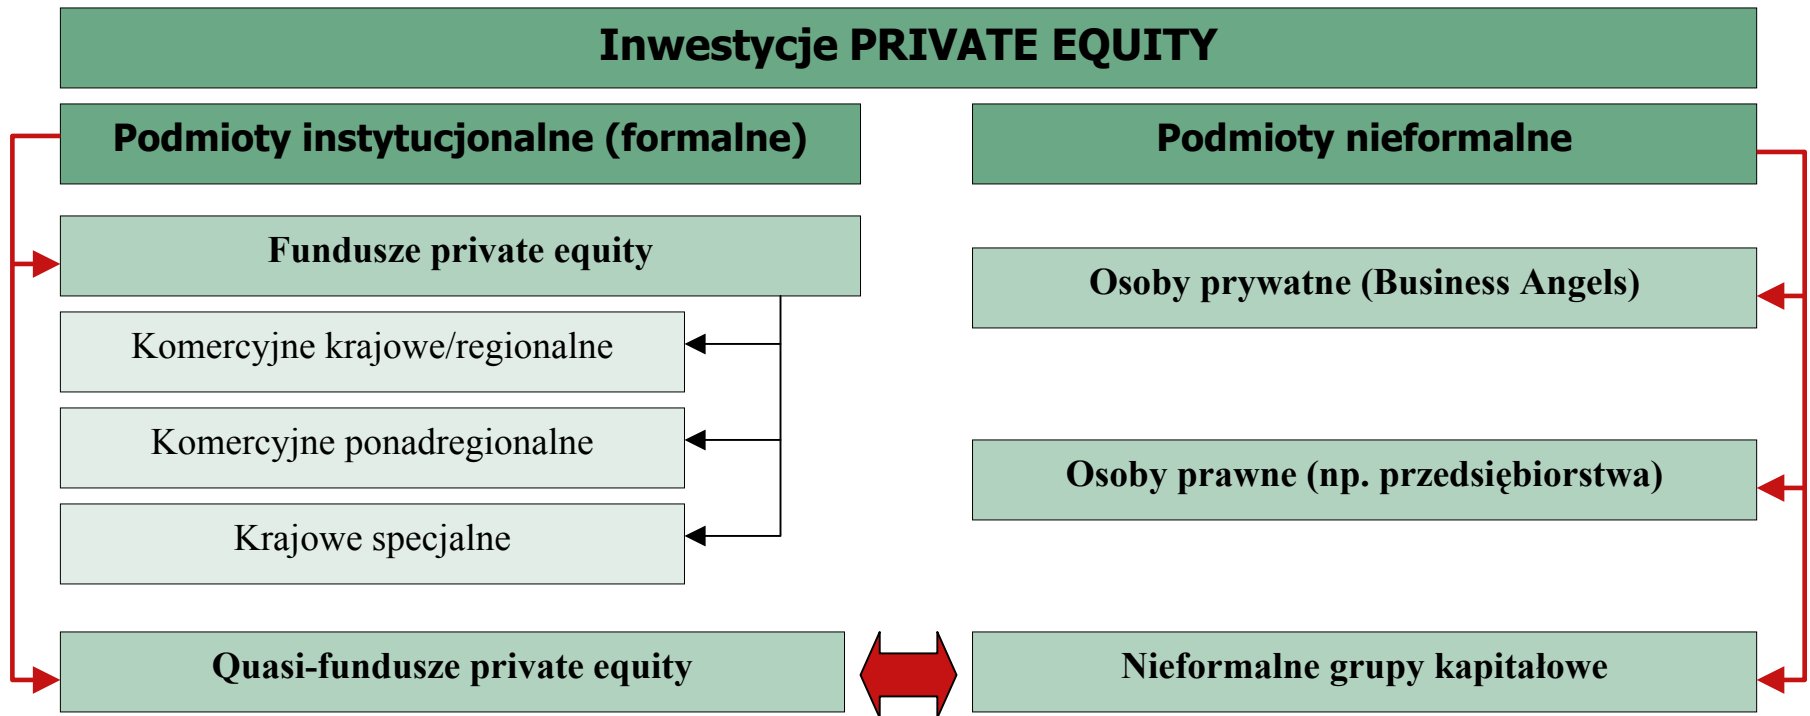 Inwestycje PRIVATE EQUITY
Podmioty instytucjonalne (formalne)
Podmioty nieformalne
Fundusze private equity
Osoby prywatne (Business Angels)
Komercyjne krajowe/regionalne
Komercyjne ponadregionalne
Osoby prawne (np. przedsiębiorstwa)
Krajowe specjalne
Quasi-fundusze private equity
Nieformalne grupy kapitałowe